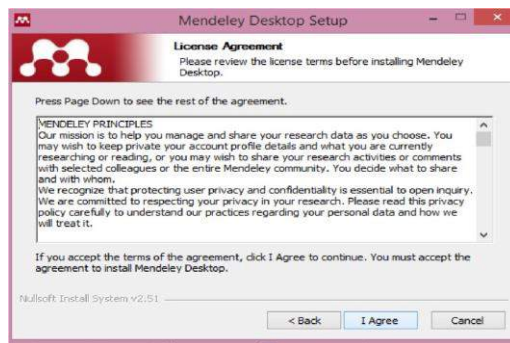 Mendeley Desktop Setup
License Agreement
Please review the license terms before installing Mendeley
Desktop.
Press Page Down to see the rest of the agreement.
MENDELEY PRINCIPLES
Our mission is to help you manage and share your research data as you choose. You
may wish to keep private your account profile details and what you are currently
researching or reading, or you may wish to share your research activities or comments
with selected colleagues or the entire Mendeley community. You decide what to share
and with whom.
We recognize that protecting user privacy and confidentiality is essential to open inquiry.
We are committed to respecting your privacy in your research. Please read this privacy
policy carefully to understand our practices regarding your personal data and how we
will treat it.
If you accept the terms of the agreement, click I Agree to continue. You must accept the
agreement to install Mendeley Desktop.
Nullsoft Install System v2.51
< Back I Agree Cancel